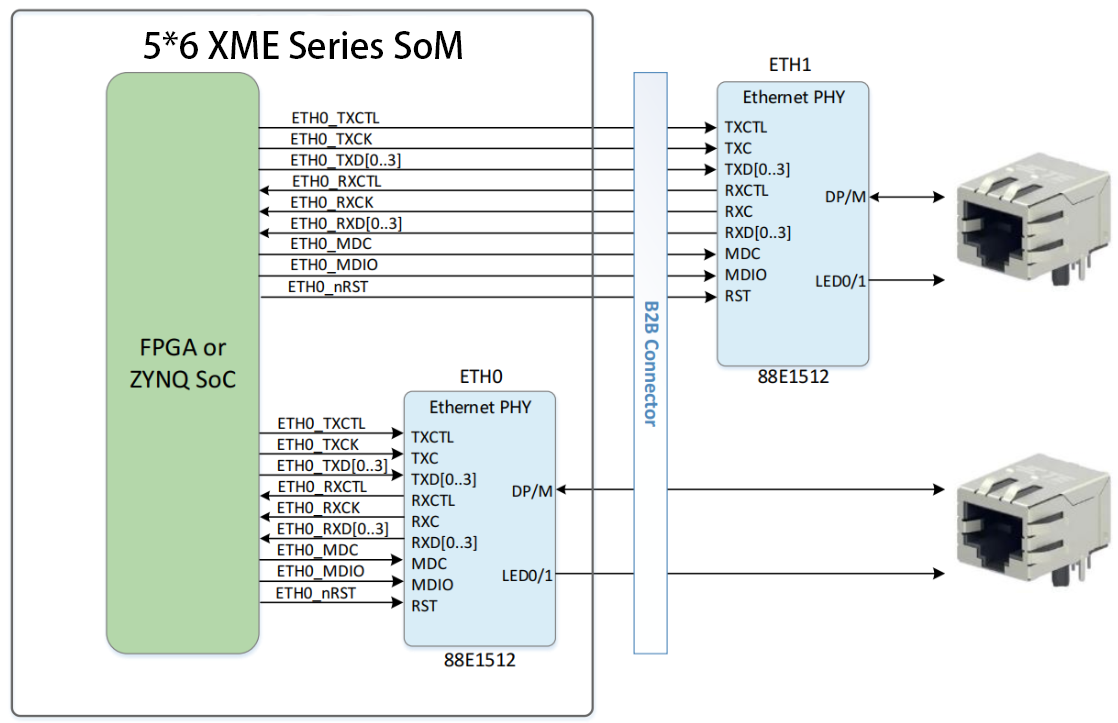 5*6 XME Series SoM
ETH1
Ethernet PHY
ETH0_TXCTL
TXCTL
ETH0_TXCK
TXC
ETH0_TXD[0..3]
TXD[0..3]
ETH0_RXCTL
RXCTL
DP/M
ETH0_RXCK
RXC
ETH0_RXD[0..3]
RXD[0..3]
ETH0_MDC
MDC
ETH0_MDIO
MDIO
LED0/1
ETH0_nRST
RST
B2B Connector
FPGA or
ZYNQ SoC
88E1512
ETH0
Ethernet PHY
ETH0_TXCTL
TXCTL
ETH0_TXCK
TXC
ETH0_TXD[0..3]
TXD[0..3]
ETH0_RXCTL
RXCTL
DP/M
ETH0_RXCK
RXC
ETH0_RXD[0..3]
RXD[0..3]
ETH0_MDC
MDC
ETH0_MDIO
MDIO
LED0/1
ETH0_nRST
RST
88E1512